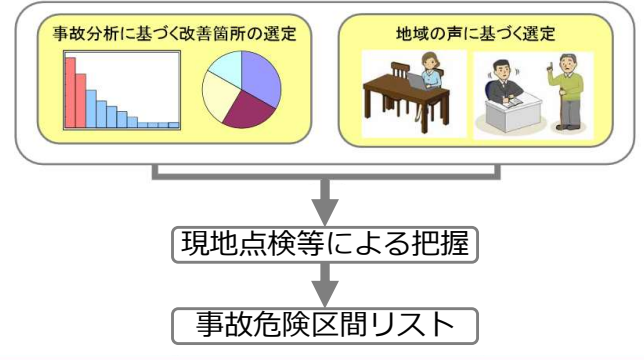 事故分析に基づく改善箇所の選定
地域の声に基づく選定
現地点検等による把握
事故危険区間リスト